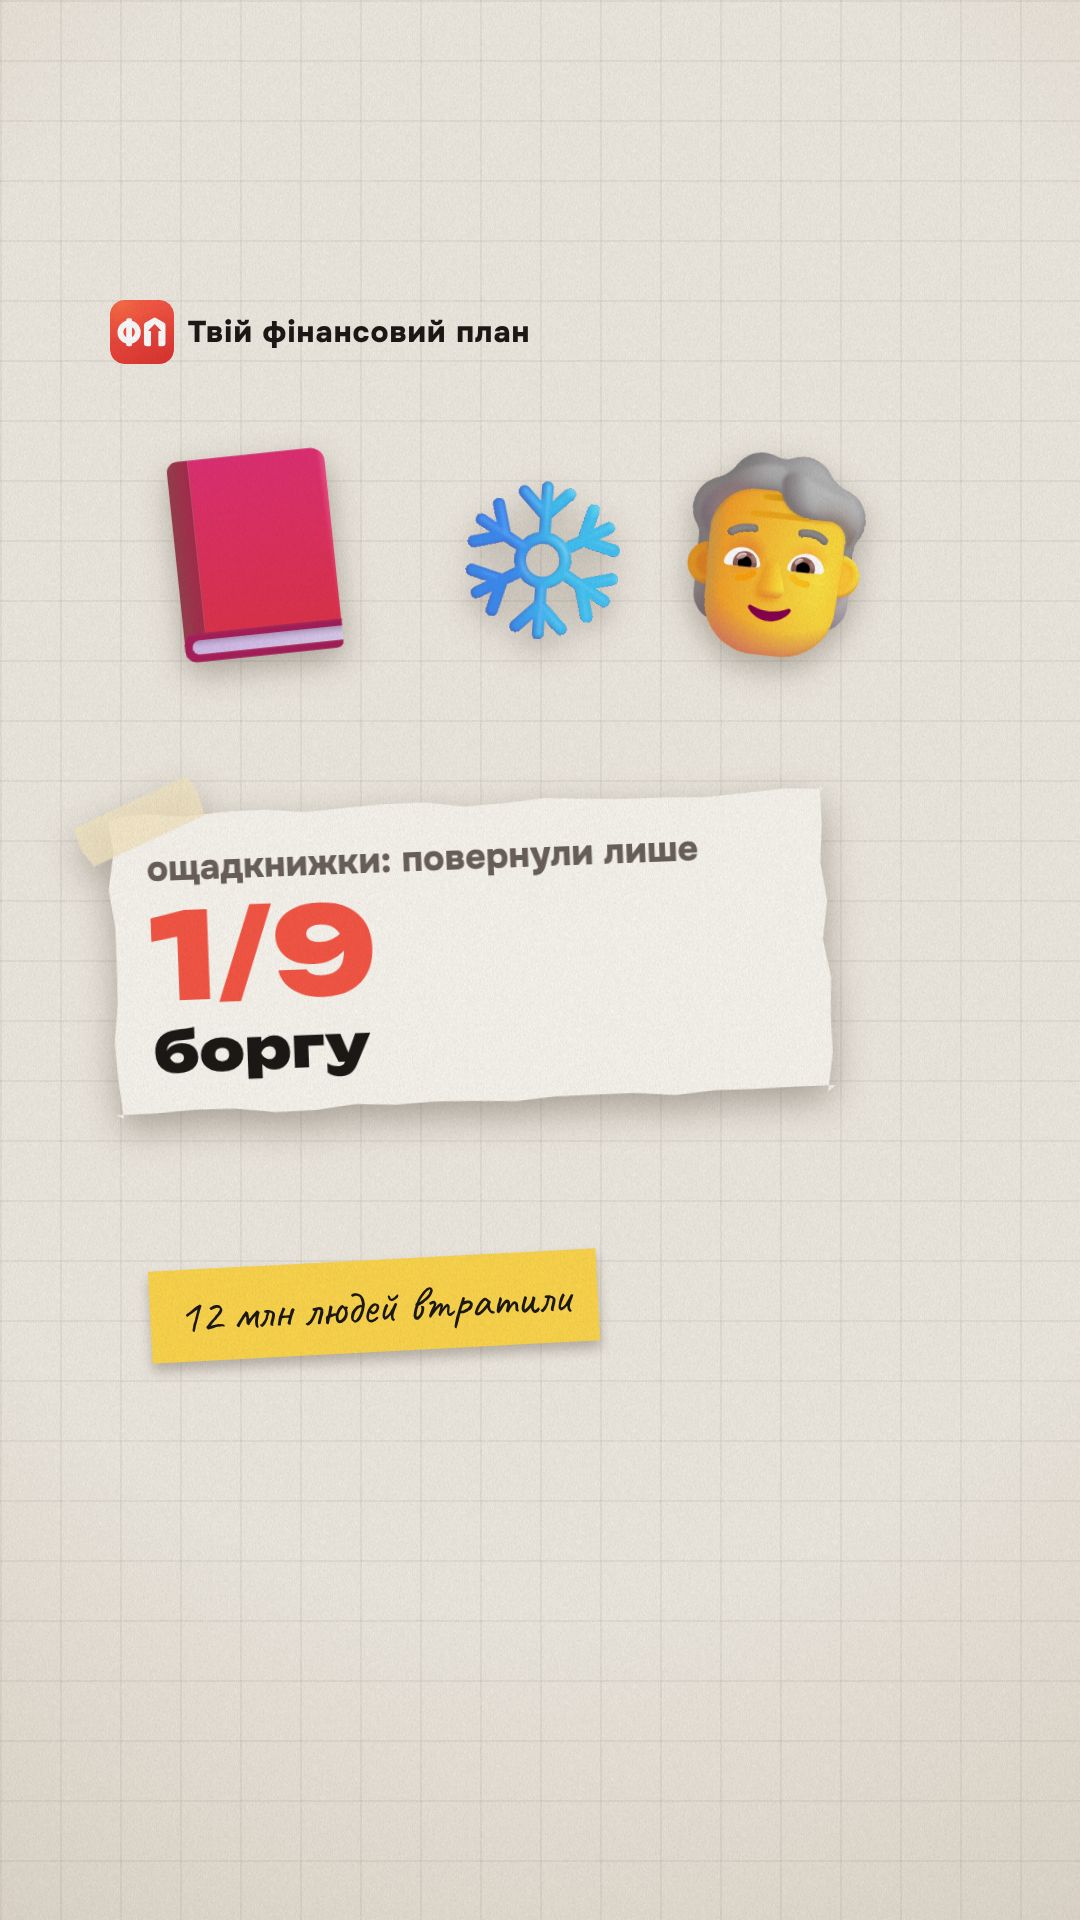 ФП Твій фінансовий план
ощадкнижки: повернули лише
1/9
боргу
12 млн людей втратили